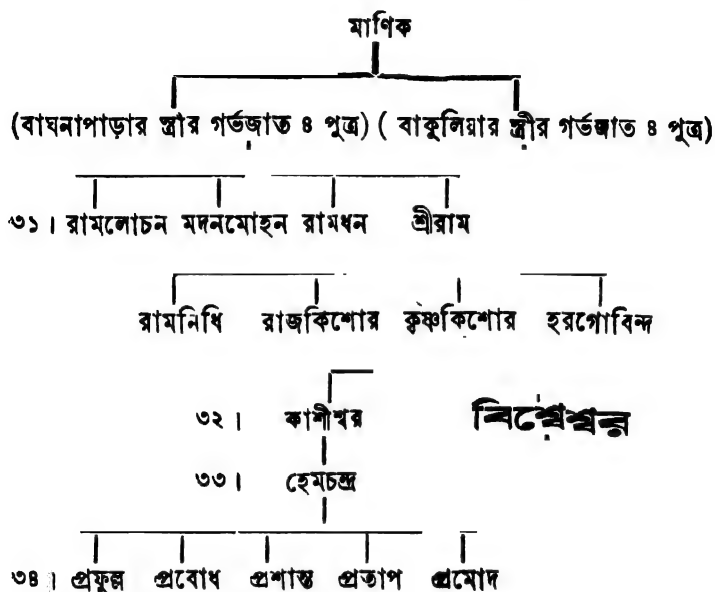 মাণিক
(বাঘনাপাড়ার স্ত্রার গর্ভজাত ৪ পুত্র) ( বাকুলিয়ার স্ত্রীর গর্ভজাত ৪ পুত্র)
৩১। রামলোচন মদনমোহন রামধন শ্রীরাম
রামনিধি রাজকিশোর কৃষ্ণকিশোর হরগোবিন্দ
৩২। কাশীশ্বর বিশ্বেশ্বর
৩৩। হেমচন্দ্র
৩৪। প্রফুল্ল প্রবোধ প্রশান্ত প্রতাপ প্রমোদ